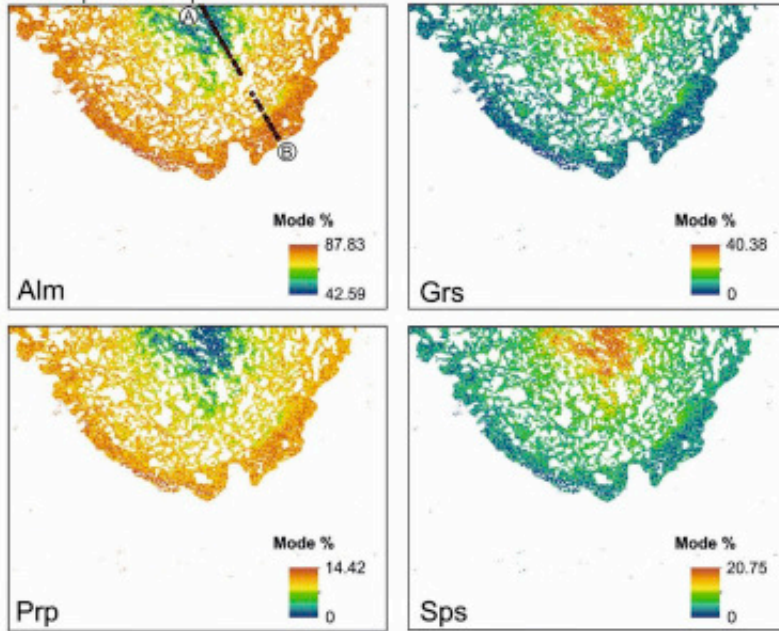 A
B
Mode %
87.83
42.59
Alm
Mode %
40.38
0
Grs
Mode %
14.42
0
Prp
Mode %
20.75
0
Sps